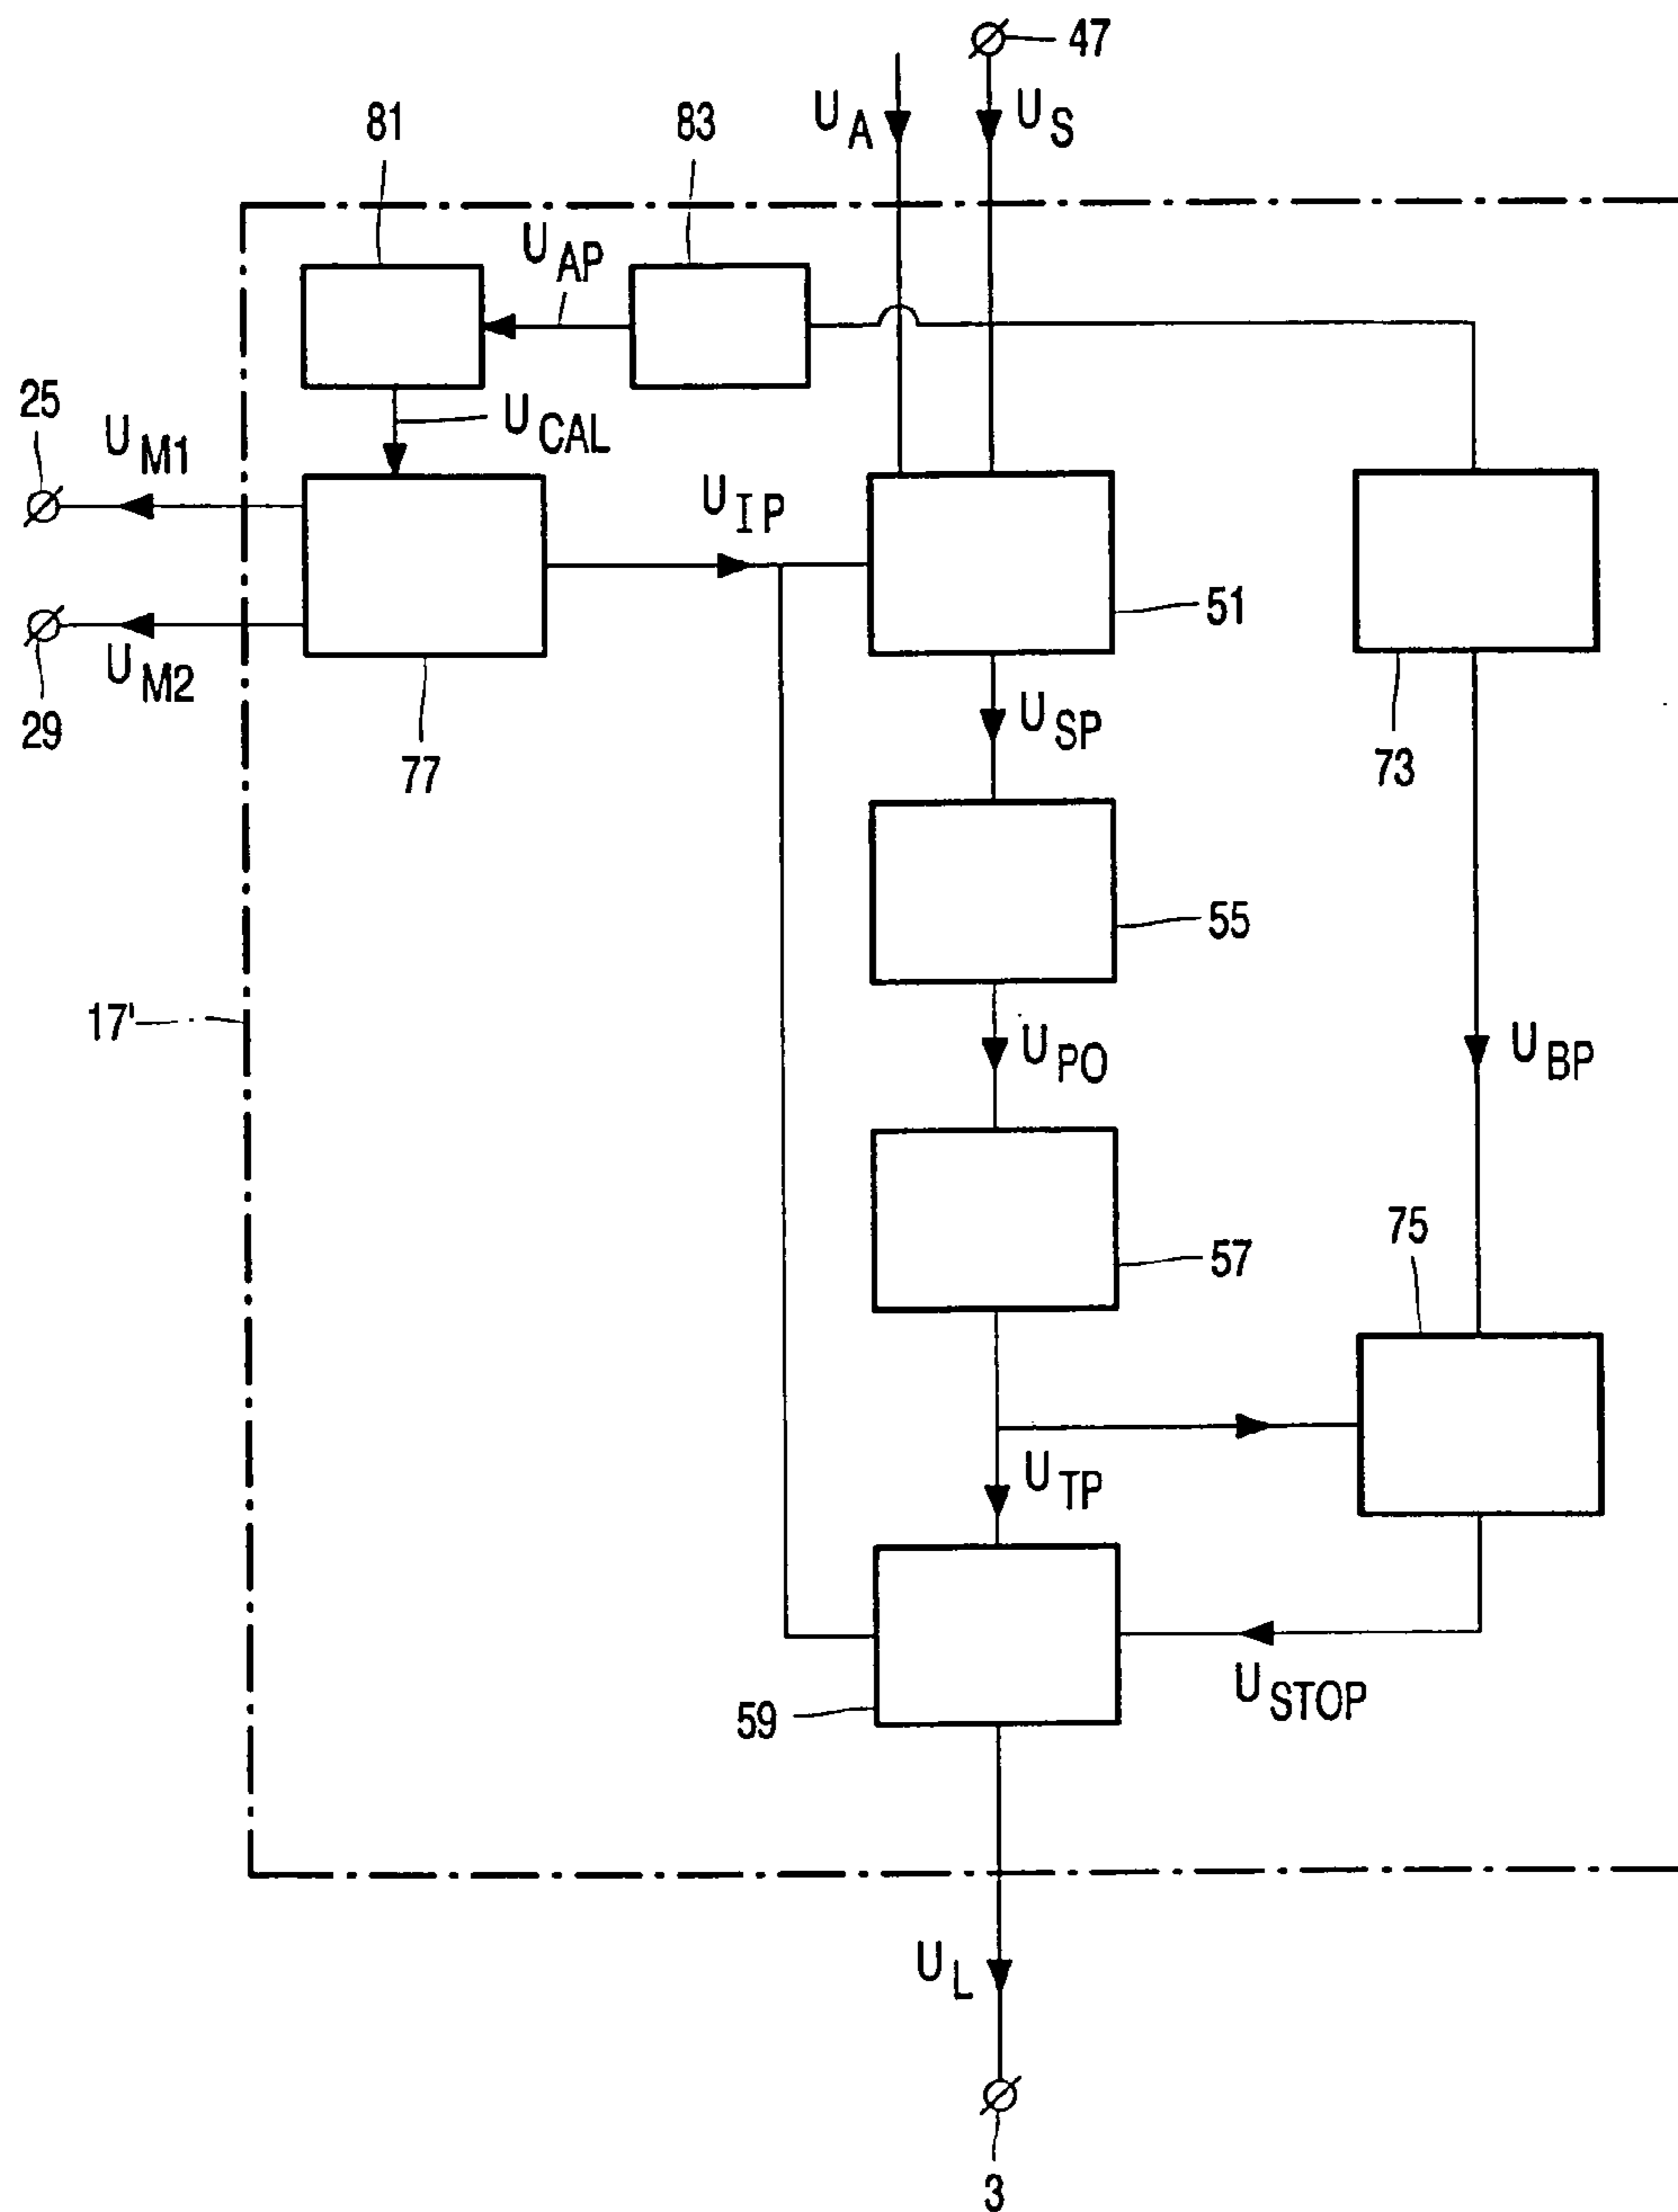 47
U_A
U_S
81
83
U_AP
25
U_M1
U_CAL
U_IP
51
29
U_M2
77
U_SP
73
55
17'
U_PO
U_BP
57
75
U_TP
59
U_STOP
U_L
3